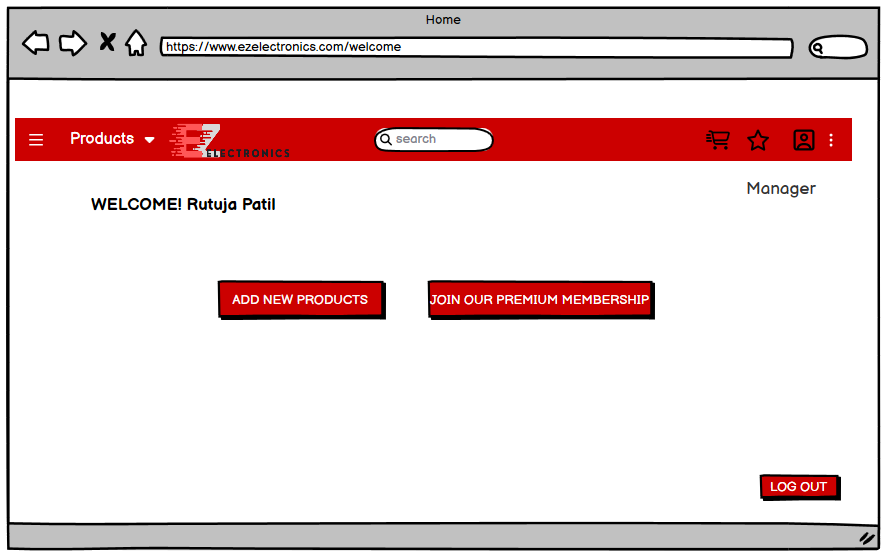 Home
https://www.ezelectronics.com/welcome
Products
EZ
ELECTRONICS
search
Manager
WELCOME! Rutuja Patil
ADD NEW PRODUCTS
JOIN OUR PREMIUM MEMBERSHIP
LOG OUT